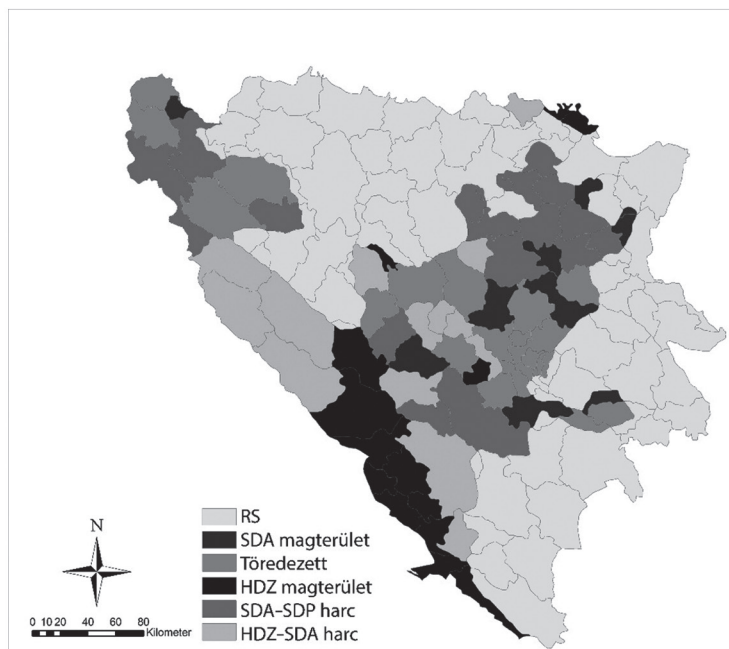 RS
SDA magterület
Töredezett
HDZ magterület
SDA–SDP harc
HDZ–SDA harc
N
0 10 20 40 60 80
Kilometer